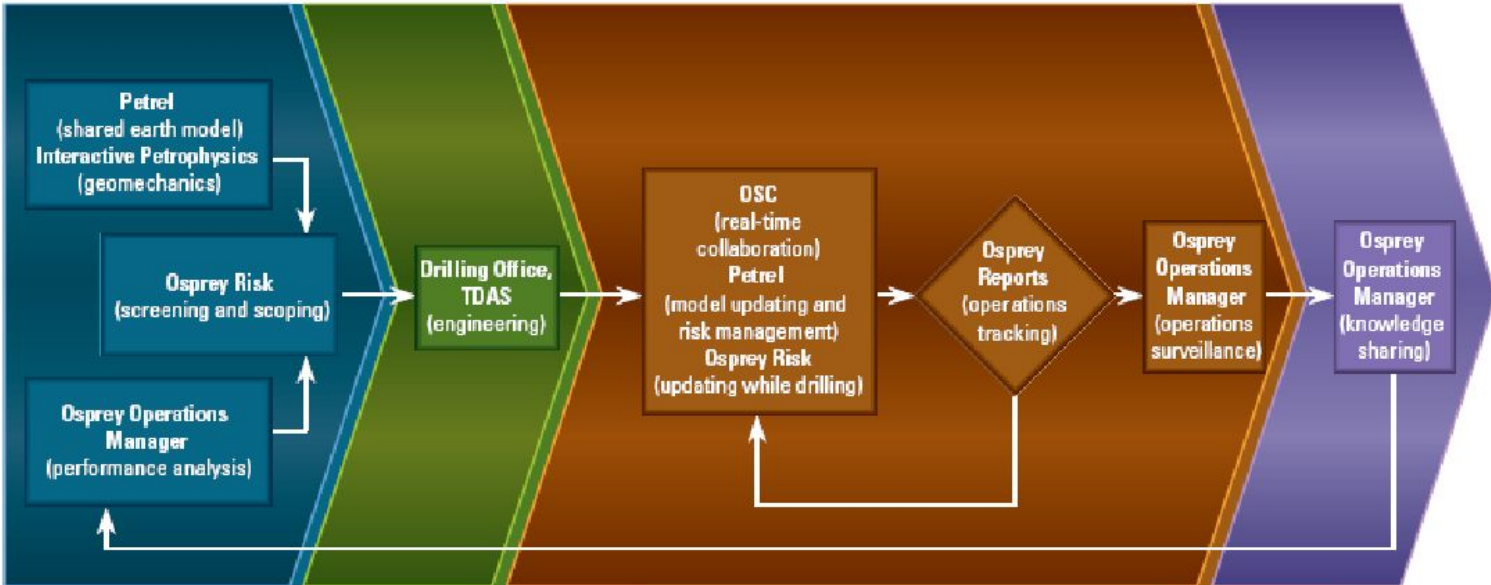 Petrel
(shared earth model)
Interactive Petrophysics
(geomechanics)
Osprey Risk
(screening and scoping)
Osprey Operations
Manager
(performance analysis)
Drilling Office,
TDAS
(engineering)
OSC
(real-time
collaboration)
Petrel
(model updating and
risk management)
Osprey Risk
(updating while drilling)
Osprey
Reports
(operations
tracking)
Osprey
Operations
Manager
(operations
surveillance)
Osprey
Operations
Manager
(knowledge
sharing)